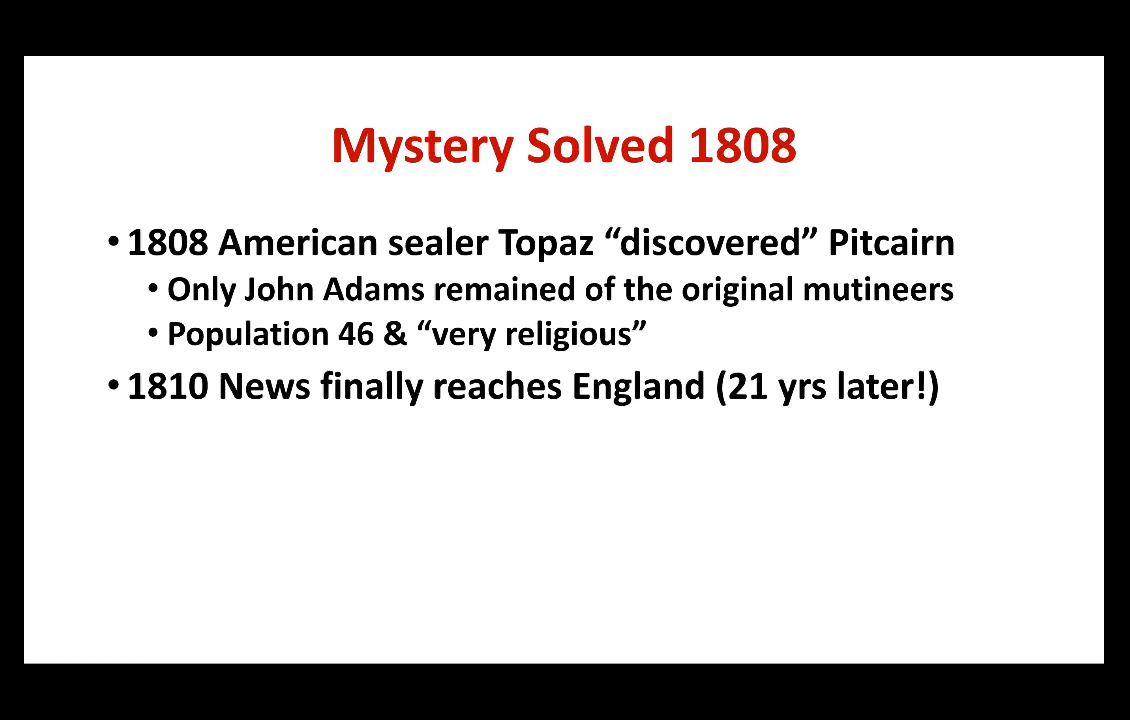 Mystery Solved 1808
• 1808 American sealer Topaz “discovered” Pitcairn
• Only John Adams remained of the original mutineers
• Population 46 & “very religious”
• 1810 News finally reaches England (21 yrs later!)